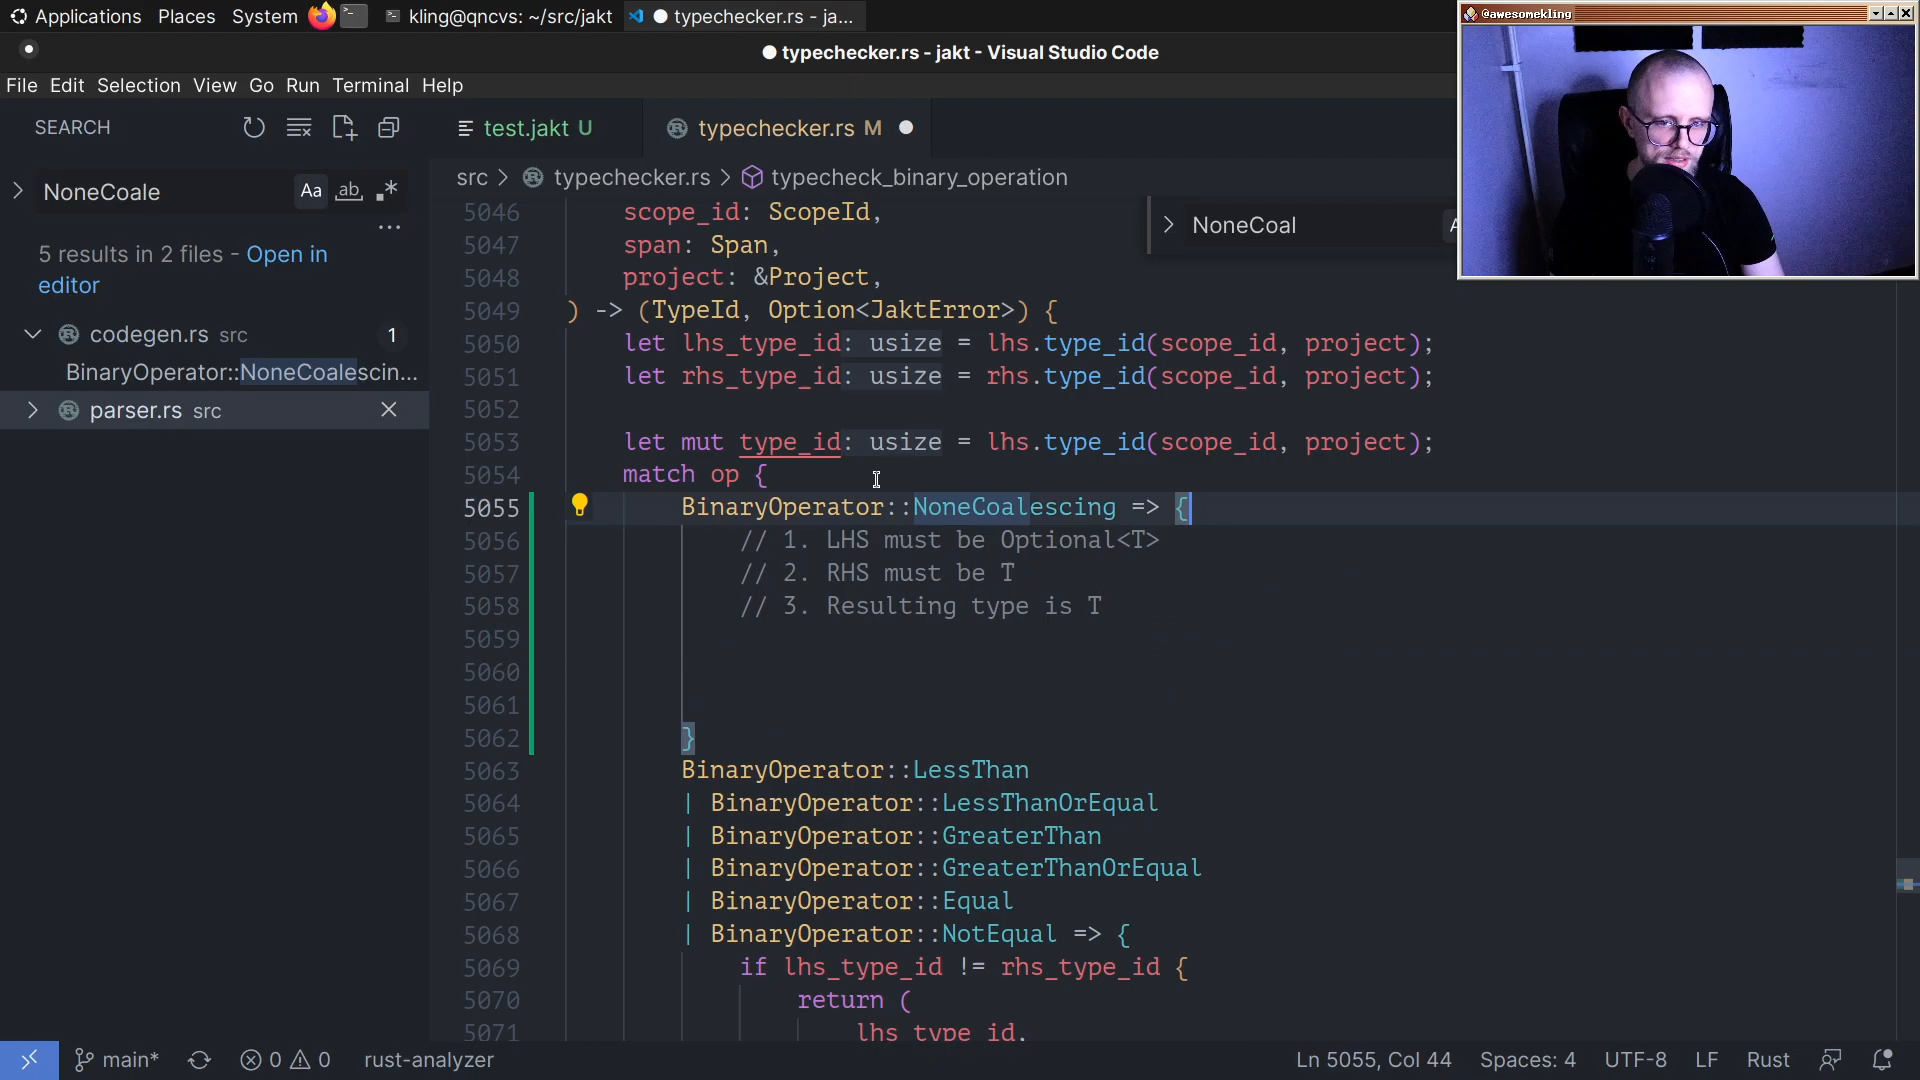 Applications Places System kling@qncvs: ~/src/jakt typechecker.rs - ja...
@awesomekling
typechecker.rs - jakt - Visual Studio Code
File Edit Selection View Go Run Terminal Help
SEARCH
test.jakt U
typechecker.rs M
NoneCoale
Aa ab, .*
src > typechecker.rs > typecheck_binary_operation
NoneCoal
...
5 results in 2 files - Open in
editor
codegen.rs src 1
BinaryOperator::NoneCoalescin...
parser.rs src
5046 scope_id: ScopeId,
5047 span: Span,
5048 project: &Project,
5049 ) -> (TypeId, Option<JaktError>) {
5050 let lhs_type_id: usize = lhs.type_id(scope_id, project);
5051 let rhs_type_id: usize = rhs.type_id(scope_id, project);
5052
5053 let mut type_id: usize = lhs.type_id(scope_id, project);
5054 match op {
5055 BinaryOperator::NoneCoalescing => {
5056 // 1. LHS must be Optional<T>
5057 // 2. RHS must be T
5058 // 3. Resulting type is T
5059
5060
5061
5062 }
5063 BinaryOperator::LessThan
5064 | BinaryOperator::LessThanOrEqual
5065 | BinaryOperator::GreaterThan
5066 | BinaryOperator::GreaterThanOrEqual
5067 | BinaryOperator::Equal
5068 | BinaryOperator::NotEqual => {
5069 if lhs_type_id != rhs_type_id {
5070 return (
5071 lhs_type_id,
main* 0 0 rust-analyzer Ln 5055, Col 44 Spaces: 4 UTF-8 LF Rust